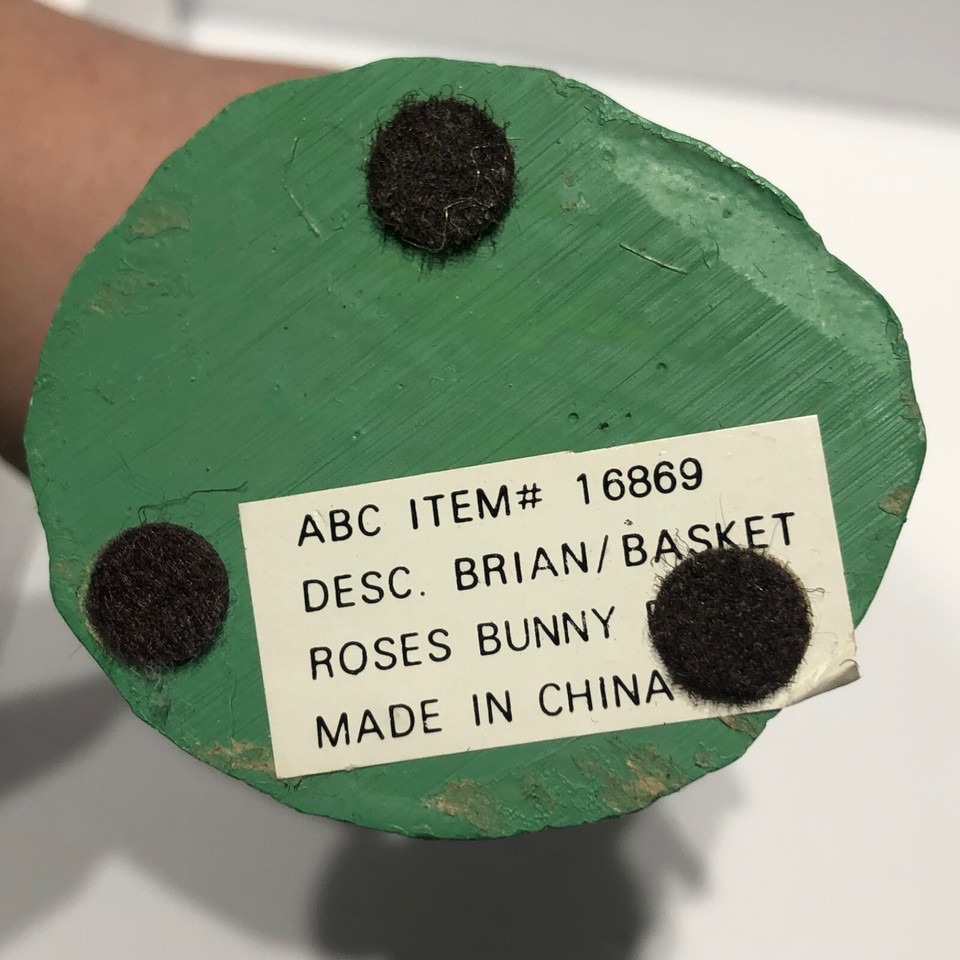 ABC ITEM# 16869
DESC. BRIAN/BASKET
ROSES BUNNY
MADE IN CHINA